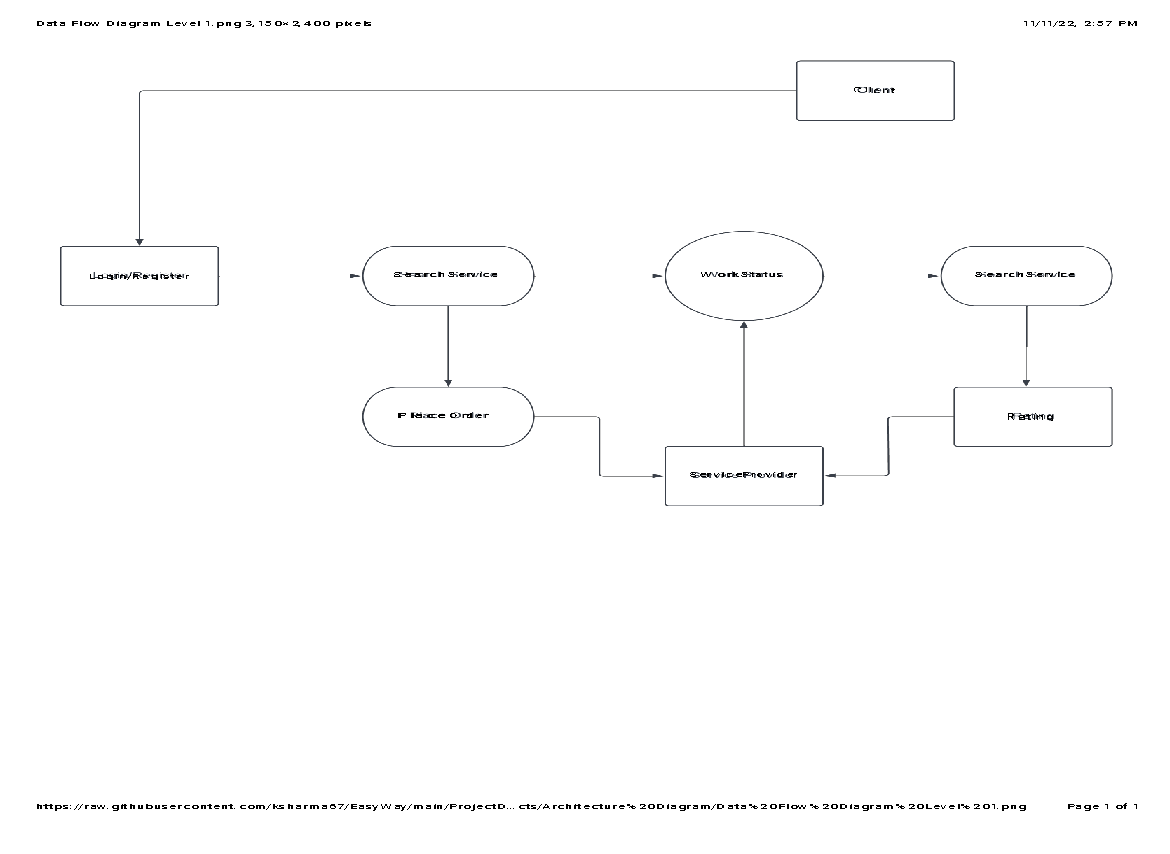 Data Flow Diagram Level 1.png 3,150×2,400 pixels
11/11/22, 2:57 PM
Client
Login/Register
Search Service
Work Status
Search Service
Place Order
Rating
Service Provider
https://raw.githubusercontent.com/ksharma67/EasyWay/main/ProjectD…cts/Architecture%20Diagram/Data%20Flow%20Diagram%20Level%201.png
Page 1 of 1